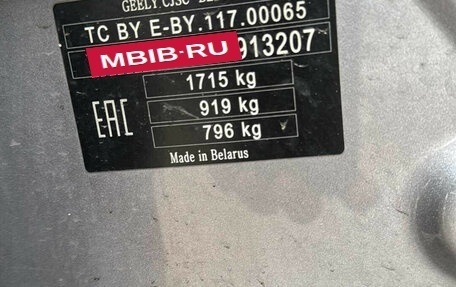 GEELY CJSC
TC BY E-BY.117.00065
MBIB-RU 913207
1715 kg
919 kg
EAC 796 kg
Made in Belarus